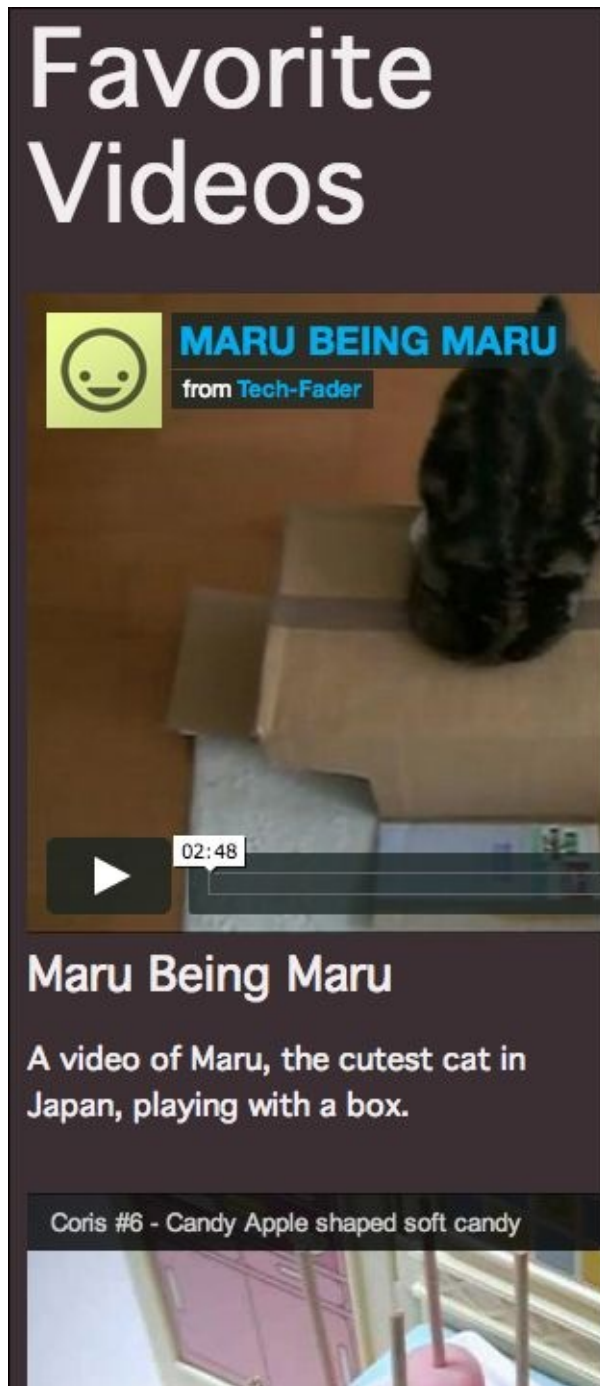 Favorite
Videos
MARU BEING MARU
from Tech-Fader
02:48
Maru Being Maru
A video of Maru, the cutest cat in
Japan, playing with a box.
Coris #6 - Candy Apple shaped soft candy